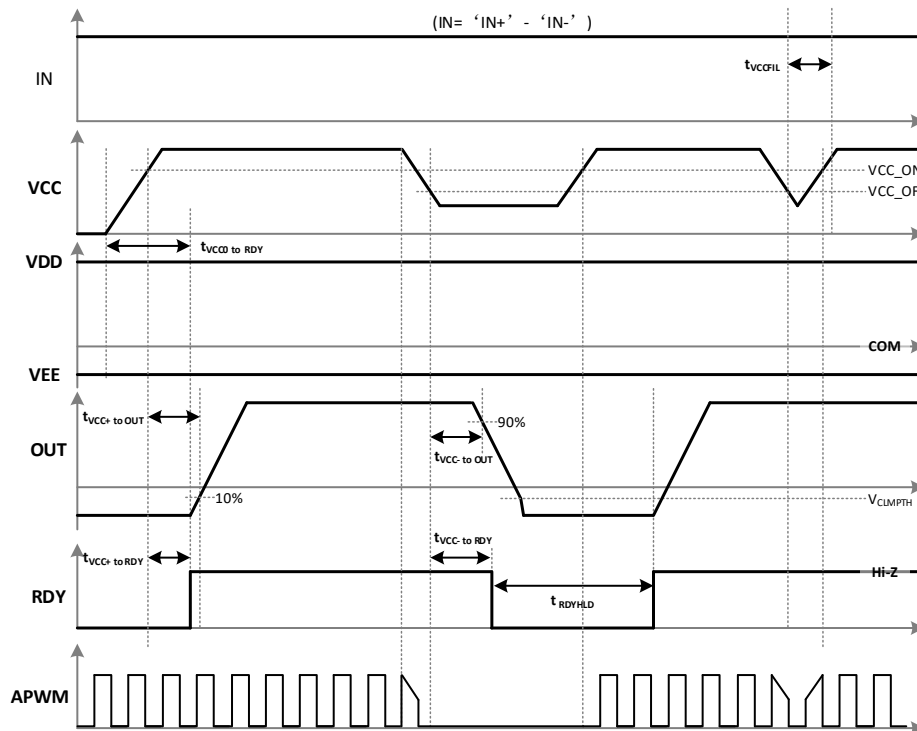 (IN= ‘IN+’ - ‘IN-’ )
IN
tVCCFIL
VCC
VCC_ON
VCC_OF
tVCC0 to RDY
VDD
COM
VEE
tVCC+ to OUT
90%
OUT
tVCC- to OUT
10%
VCLMPTH
tVCC+ to RDY
tVCC- to RDY
Hi-Z
RDY
t RDYHLD
APWM